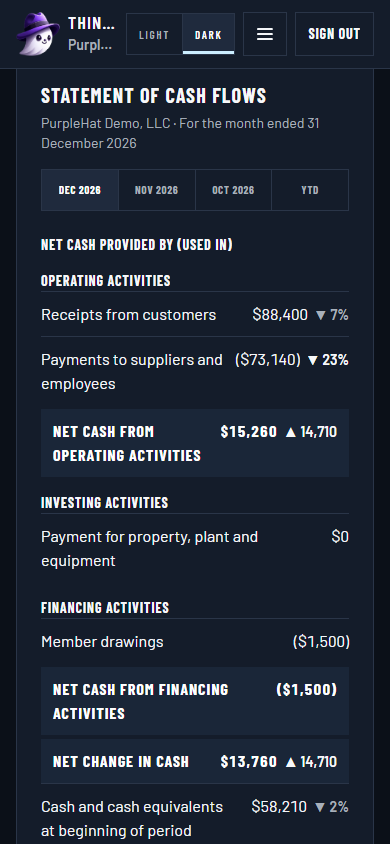 THIN...
Purpl...
LIGHT
DARK
SIGN OUT
STATEMENT OF CASH FLOWS
PurpleHat Demo, LLC · For the month ended 31
December 2026
DEC 2026
NOV 2026
OCT 2026
YTD
NET CASH PROVIDED BY (USED IN)
OPERATING ACTIVITIES
Receipts from customers $88,400 ▼ 7%
Payments to suppliers and ($73,140) ▼ 23%
employees
NET CASH FROM $15,260 ▲ 14,710
OPERATING ACTIVITIES
INVESTING ACTIVITIES
Payment for property, plant and $0
equipment
FINANCING ACTIVITIES
Member drawings ($1,500)
NET CASH FROM FINANCING ($1,500)
ACTIVITIES
NET CHANGE IN CASH $13,760 ▲ 14,710
Cash and cash equivalents $58,210 ▼ 2%
at beginning of period